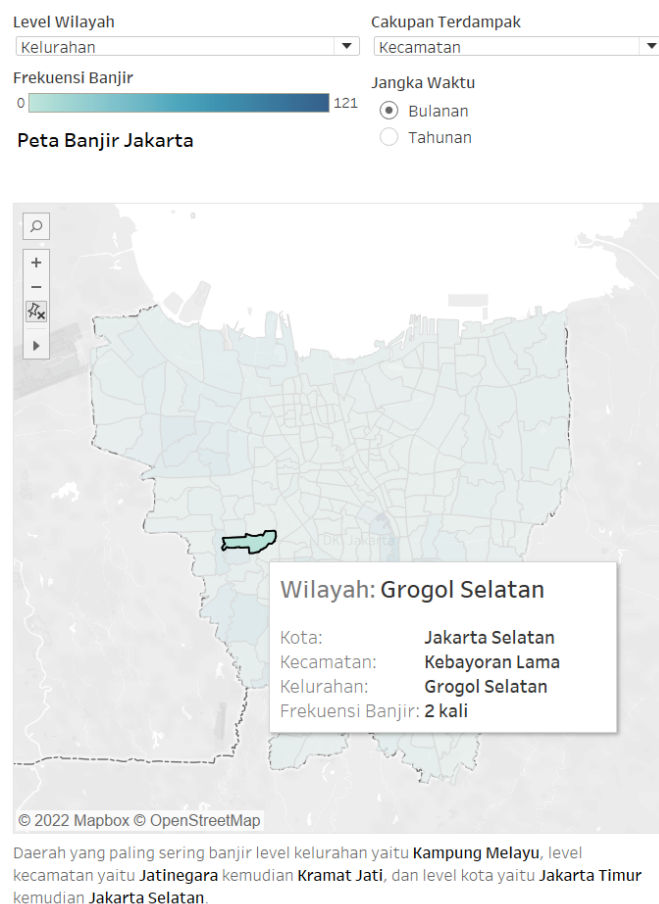 Level Wilayah
Kelurahan
Cakupan Terdampak
Kecamatan
Frekuensi Banjir
0
121
Jangka Waktu
Bulanan
Tahunan
Peta Banjir Jakarta
DKI Jakarta
Wilayah: Grogol Selatan
Kota: Jakarta Selatan
Kecamatan: Kebayoran Lama
Kelurahan: Grogol Selatan
Frekuensi Banjir: 2 kali
© 2022 Mapbox © OpenStreetMap
Daerah yang paling sering banjir level kelurahan yaitu Kampung Melayu, level
kecamatan yaitu Jatinegara kemudian Kramat Jati, dan level kota yaitu Jakarta Timur
kemudian Jakarta Selatan.